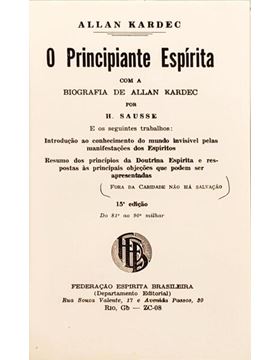 ALLAN KARDEC
O Principiante Espírita
COM A
BIOGRAFIA DE ALLAN KARDEC
POR
H. SAUSSE
E os seguintes trabalhos:
Introdução ao conhecimento do mundo invisível pelas
manifestações dos Espíritos
Resumo dos princípios da Doutrina Espírita e res-
postas às principais objeções que podem ser
apresentadas
FORA DA CARIDADE NÃO HÁ SALVAÇÃO
15ª edição
Do 81º ao 90º milhar
FEB
FEDERAÇÃO ESPÍRITA BRASILEIRA
(Departamento Editorial)
Rua Souza Valente, 17 e Avenida Passos, 30
RIO, Gb — ZC-08